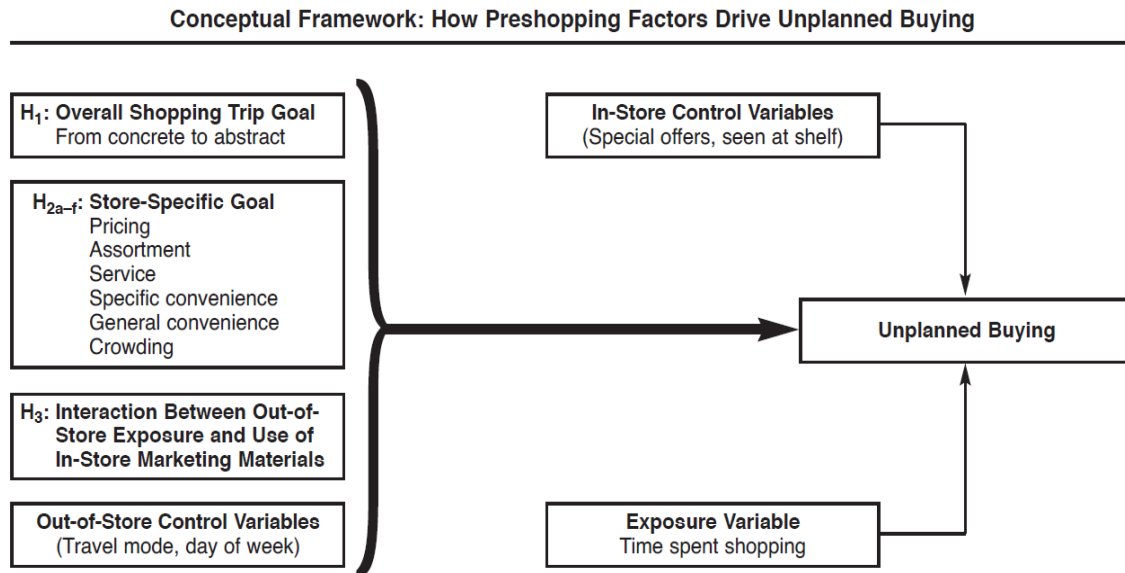 Conceptual Framework: How Preshopping Factors Drive Unplanned Buying
H1: Overall Shopping Trip Goal
From concrete to abstract
H2a–f: Store-Specific Goal
Pricing
Assortment
Service
Specific convenience
General convenience
Crowding
H3: Interaction Between Out-of-
Store Exposure and Use of
In-Store Marketing Materials
Out-of-Store Control Variables
(Travel mode, day of week)
In-Store Control Variables
(Special offers, seen at shelf)
Unplanned Buying
Exposure Variable
Time spent shopping